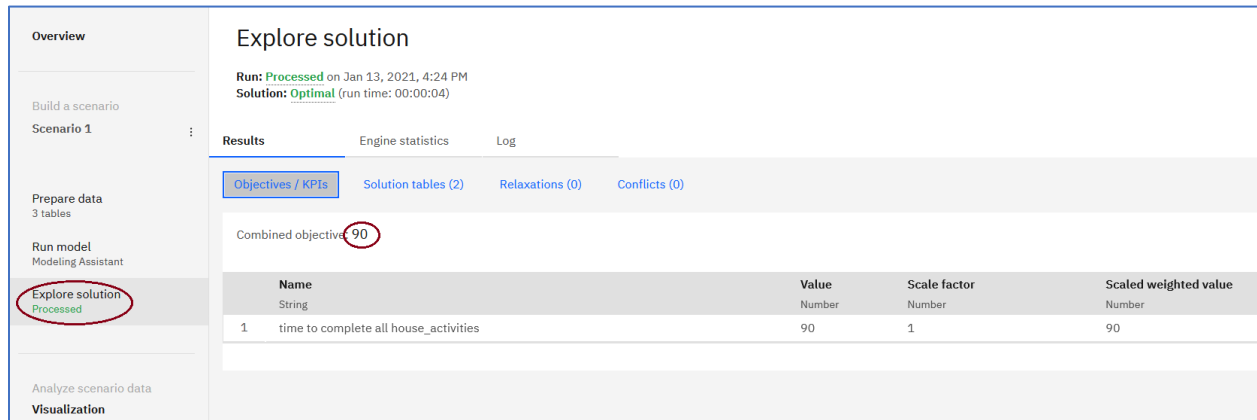 Overview
Build a scenario
Scenario 1
Prepare data
3 tables
Run model
Modeling Assistant
Explore solution
Processed
Analyze scenario data
Visualization
Explore solution
Run: Processed on Jan 13, 2021, 4:24 PM
Solution: Optimal (run time: 00:00:04)
Results Engine statistics Log
Objectives / KPIs Solution tables (2) Relaxations (0) Conflicts (0)
Combined objective: 90
Name Value Scale factor Scaled weighted value
String Number Number Number
1 time to complete all house_activities 90 1 90